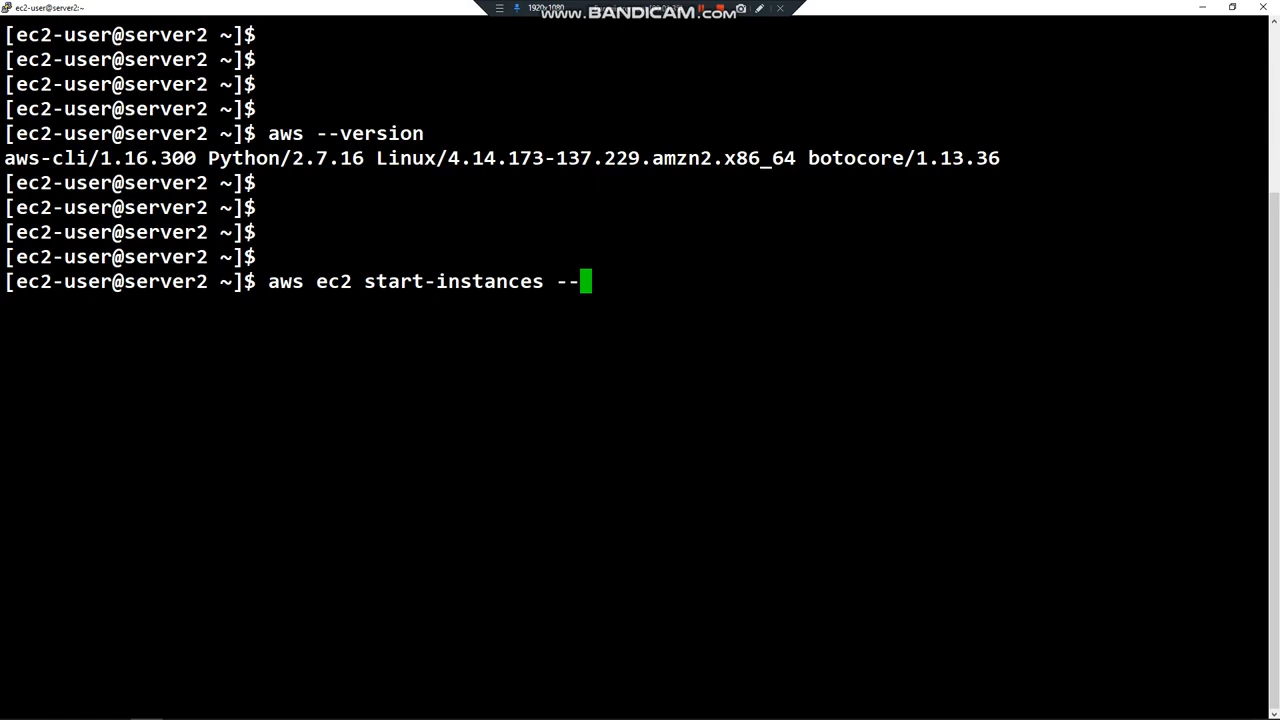 ec2-user@server2:~
1920x1080
www.BANDICAM.com
[ec2-user@server2 ~]$
[ec2-user@server2 ~]$
[ec2-user@server2 ~]$
[ec2-user@server2 ~]$
[ec2-user@server2 ~]$ aws --version
aws-cli/1.16.300 Python/2.7.16 Linux/4.14.173-137.229.amzn2.x86_64 botocore/1.13.36
[ec2-user@server2 ~]$
[ec2-user@server2 ~]$
[ec2-user@server2 ~]$
[ec2-user@server2 ~]$
[ec2-user@server2 ~]$ aws ec2 start-instances --